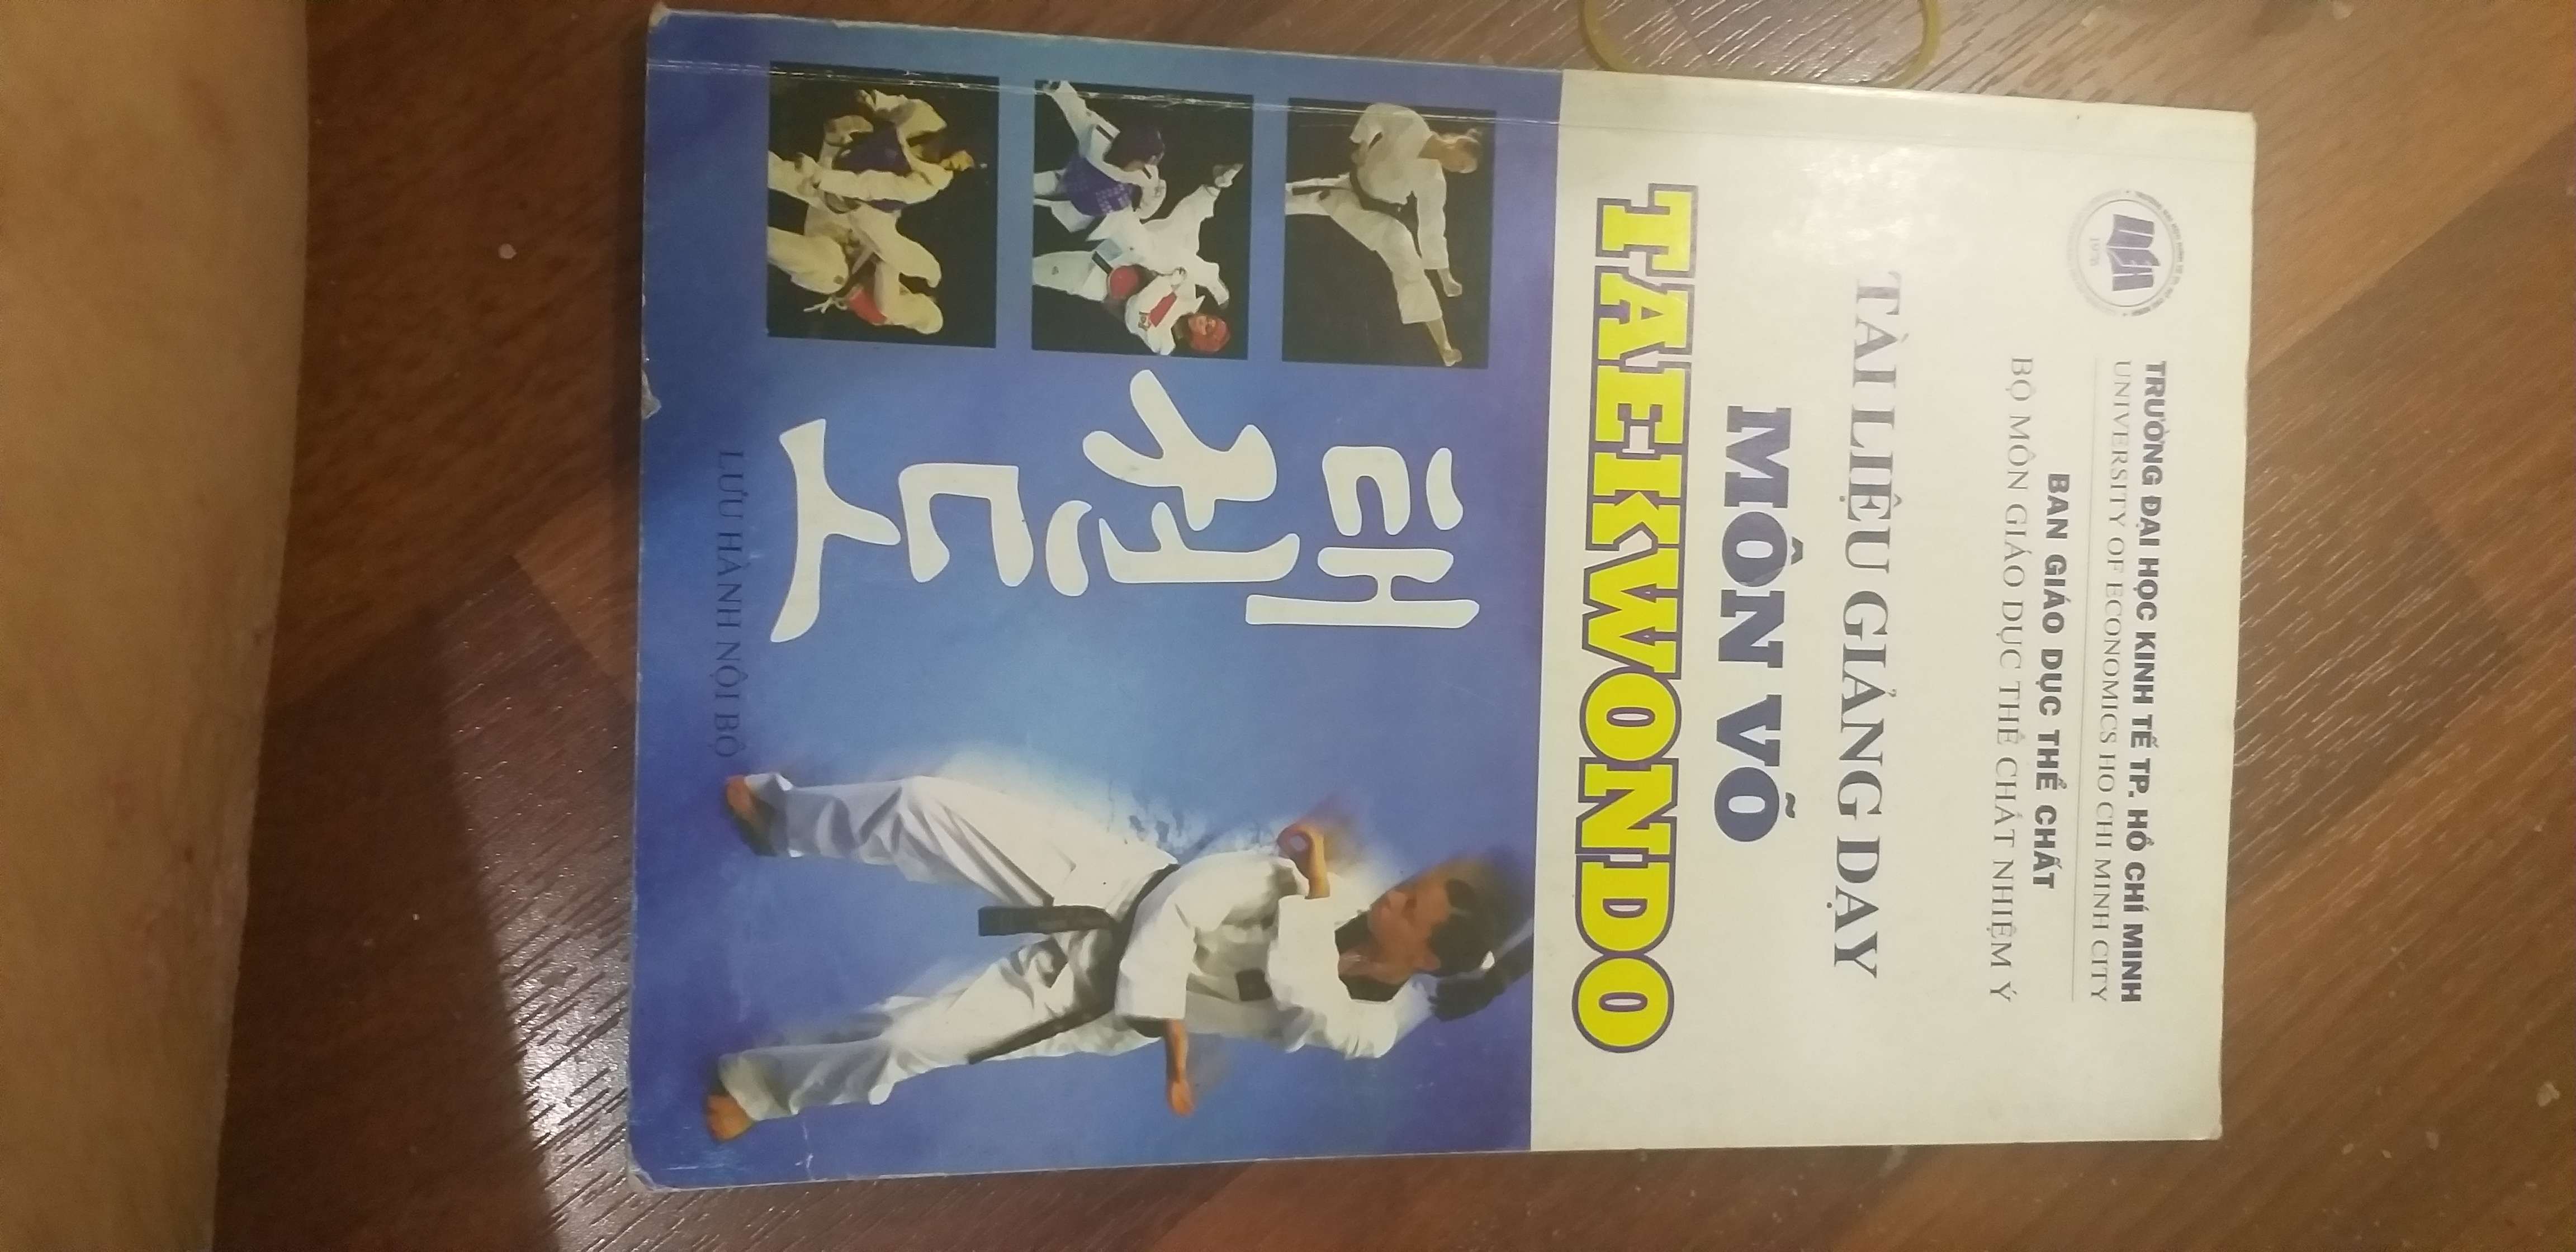 TRƯỜNG ĐẠI HỌC KINH TẾ TP. HỒ CHÍ MINH
UNIVERSITY OF ECONOMICS HO CHI MINH CITY
BAN GIÁO DỤC THỂ CHẤT
BỘ MÔN GIÁO DỤC THỂ CHẤT NHIỆM Ý
UEH
1976
TÀI LIỆU GIẢNG DẠY
MÔN VÕ
TAEKWONDO
태
권
도
LƯU HÀNH NỘI BỘ